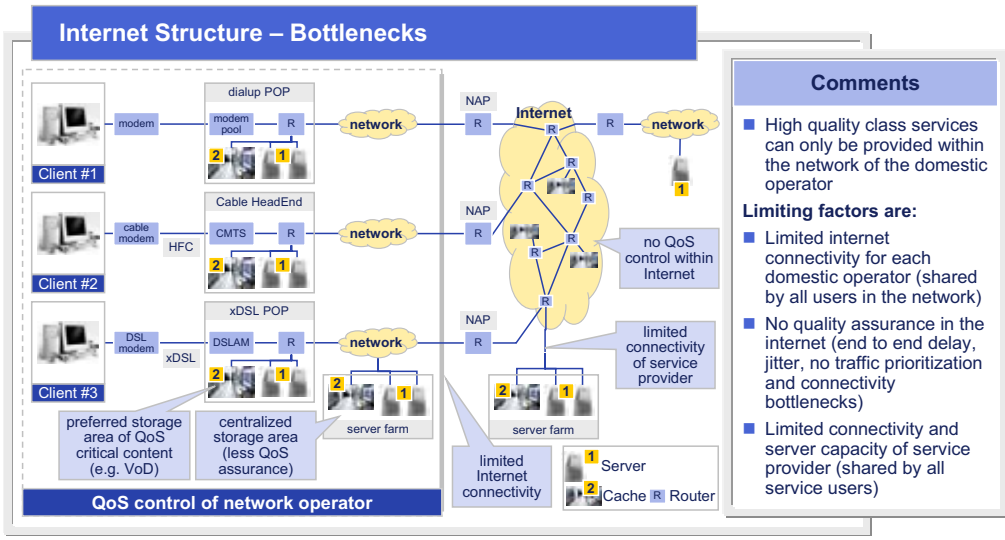 Internet Structure – Bottlenecks
dialup POP
modem
modem
pool
R
network
NAP
R
Internet
R
R
network
2
1
1
Client #1
Cable HeadEnd
cable
modem
HFC
CMTS
R
network
NAP
R
R
R
R
R
R
R
2
1
no QoS
control within
Internet
Client #2
xDSL POP
DSL
modem
xDSL
DSLAM
R
network
NAP
R
2
1
limited
connectivity
of service
provider
Client #3
2
1
server farm
2
1
server farm
preferred storage
area of QoS
critical content
(e.g. VoD)
centralized
storage area
(less QoS
assurance)
limited
Internet
connectivity
1
Server
2
Cache
R
Router
QoS control of network operator
Comments
High quality class services
can only be provided within
the network of the domestic
operator
Limiting factors are:
Limited internet
connectivity for each
domestic operator (shared
by all users in the network)
No quality assurance in the
internet (end to end delay,
jitter, no traffic prioritization
and connectivity
bottlenecks)
Limited connectivity and
server capacity of service
provider (shared by all
service users)